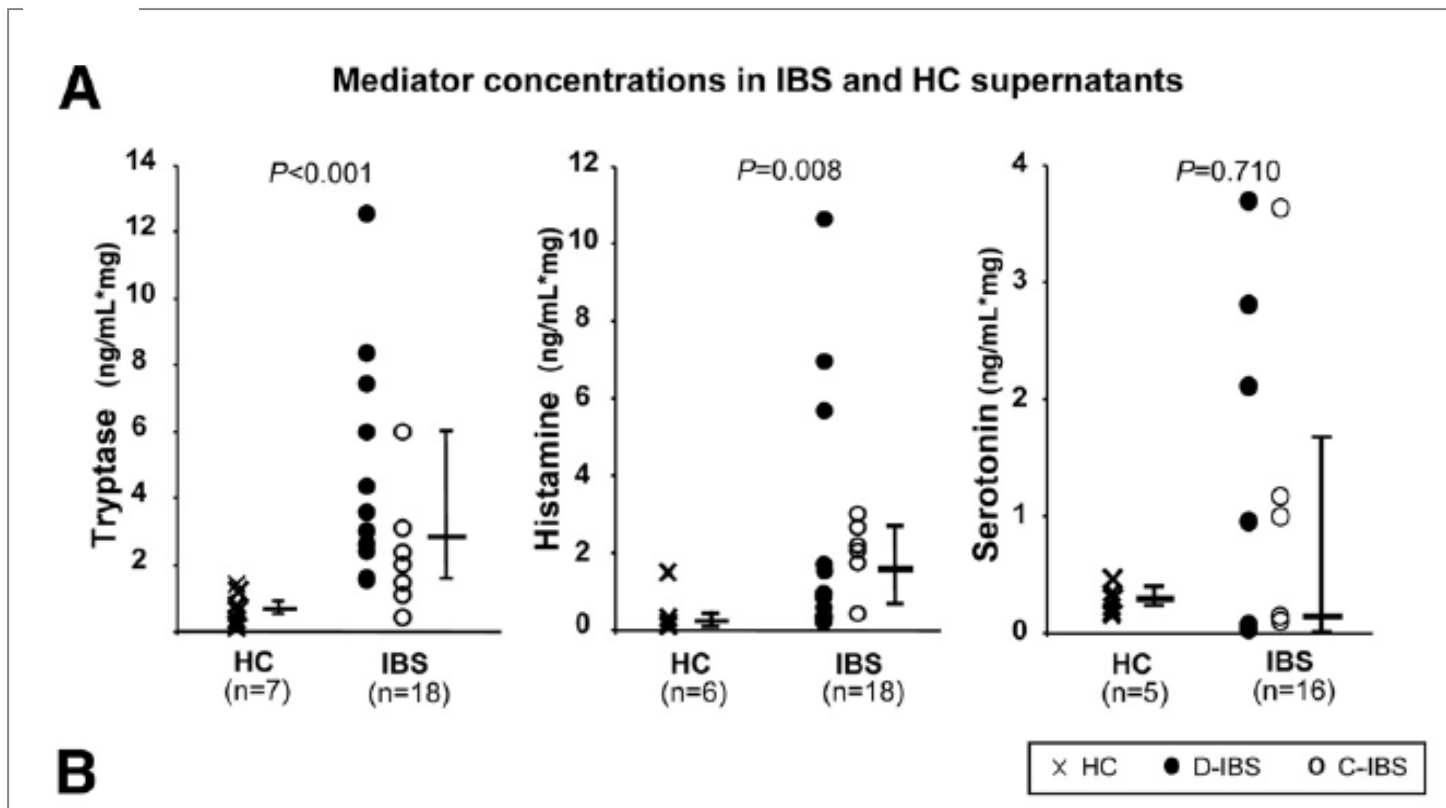 A
Mediator concentrations in IBS and HC supernatants
Tryptase (ng/mL*mg)
14
12
10
8
6
4
2
P<0.001
HC
(n=7)
IBS
(n=18)
Histamine (ng/mL*mg)
12
10
8
6
4
2
0
P=0.008
HC
(n=6)
IBS
(n=18)
Serotonin (ng/mL*mg)
4
3
2
1
0
P=0.710
HC
(n=5)
IBS
(n=16)
B
HC D-IBS C-IBS